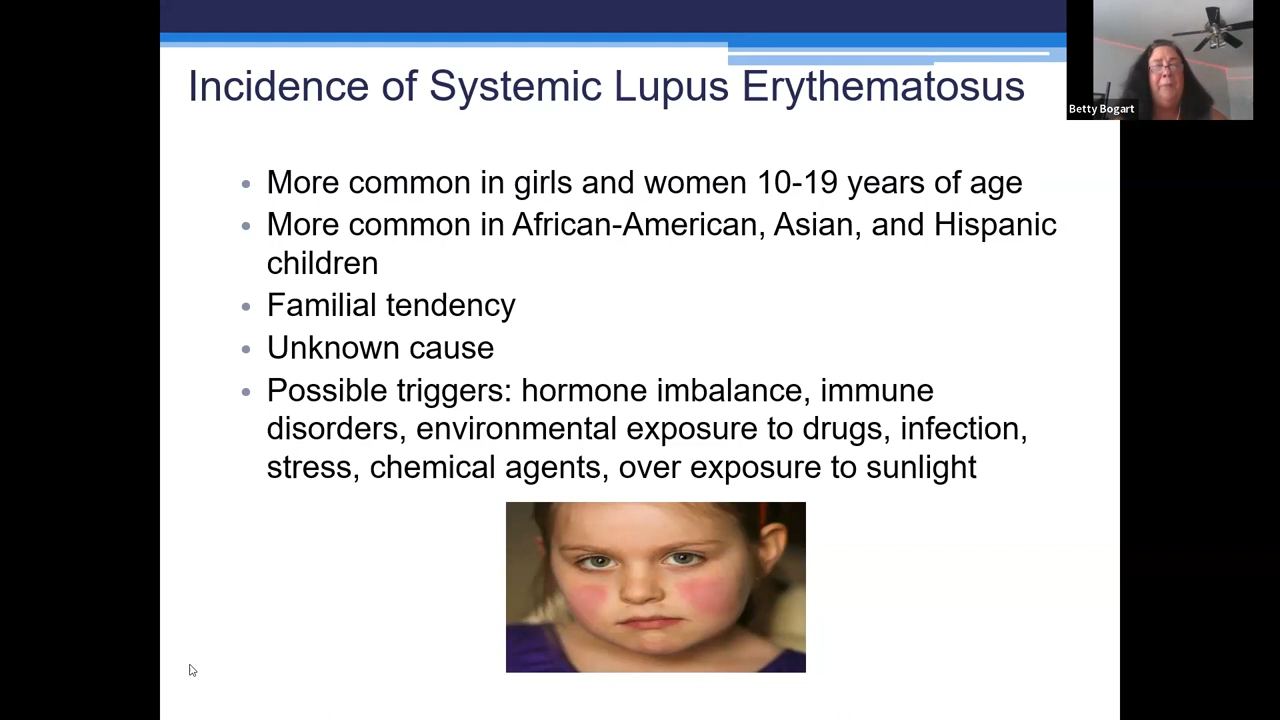 Incidence of Systemic Lupus Erythematosus
Betty Bogart
• More common in girls and women 10-19 years of age
• More common in African-American, Asian, and Hispanic
children
• Familial tendency
• Unknown cause
• Possible triggers: hormone imbalance, immune
disorders, environmental exposure to drugs, infection,
stress, chemical agents, over exposure to sunlight